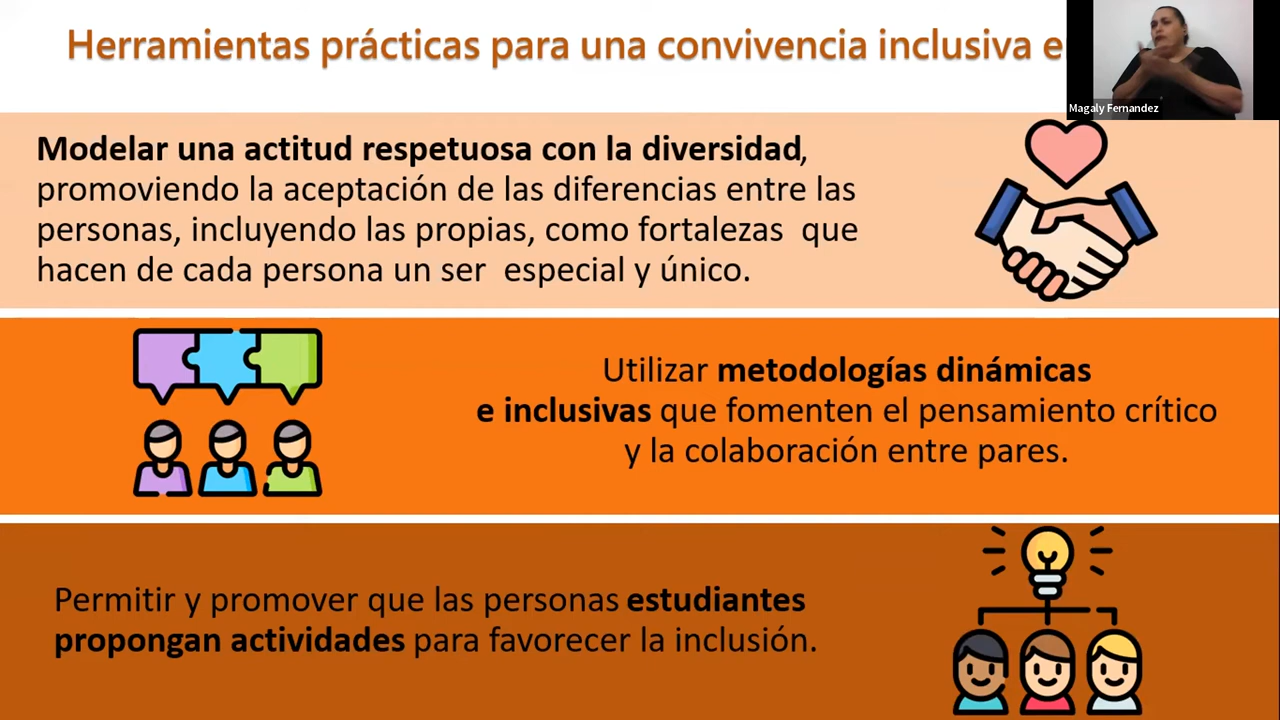 Herramientas prácticas para una convivencia inclusiva e
Magaly Fernandez
Modelar una actitud respetuosa con la diversidad,
promoviendo la aceptación de las diferencias entre las
personas, incluyendo las propias, como fortalezas que
hacen de cada persona un ser especial y único.
Utilizar metodologías dinámicas
e inclusivas que fomenten el pensamiento crítico
y la colaboración entre pares.
Permitir y promover que las personas estudiantes
propongan actividades para favorecer la inclusión.